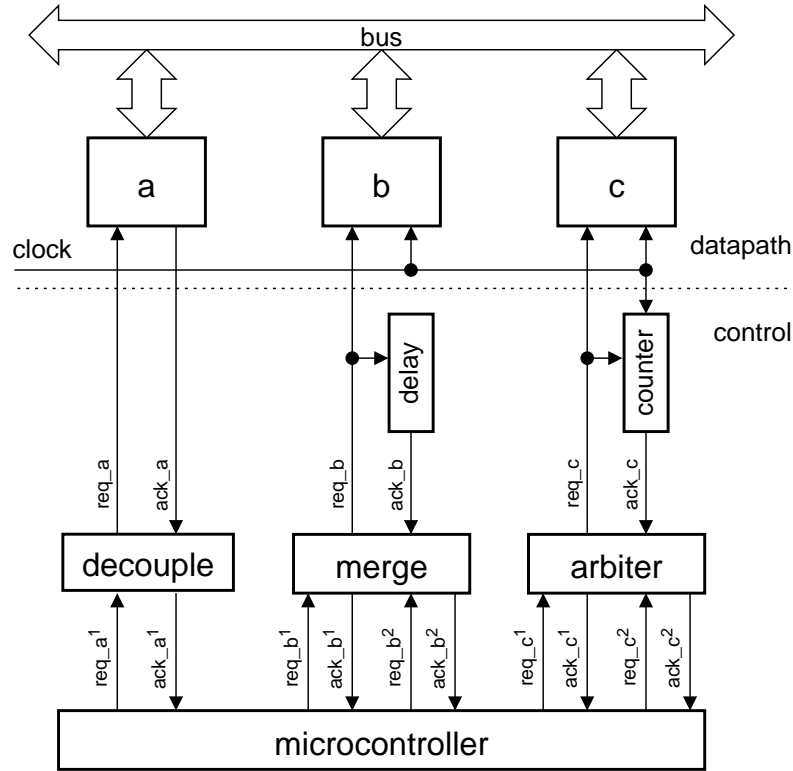 bus
a
b
c
clock
datapath
control
delay
counter
req_a
ack_a
req_b
ack_b
req_c
ack_c
decouple
merge
arbiter
req_a¹
ack_a¹
req_b¹
ack_b¹
req_b²
ack_b²
req_c¹
ack_c¹
req_c²
ack_c²
microcontroller